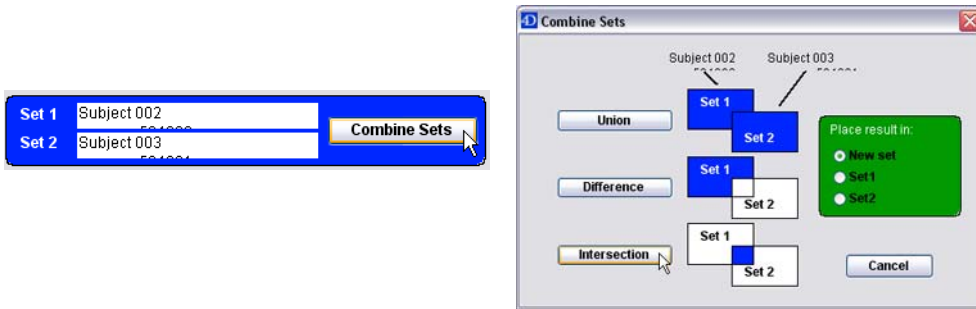 Set 1
Subject 002
Set 2
Subject 003
Combine Sets
4D Combine Sets
Subject 002
Subject 003
Union
Set 1
Set 2
Difference
Set 1
Set 2
Intersection
Set 1
Set 2
Place result in:
New set
Set1
Set2
Cancel